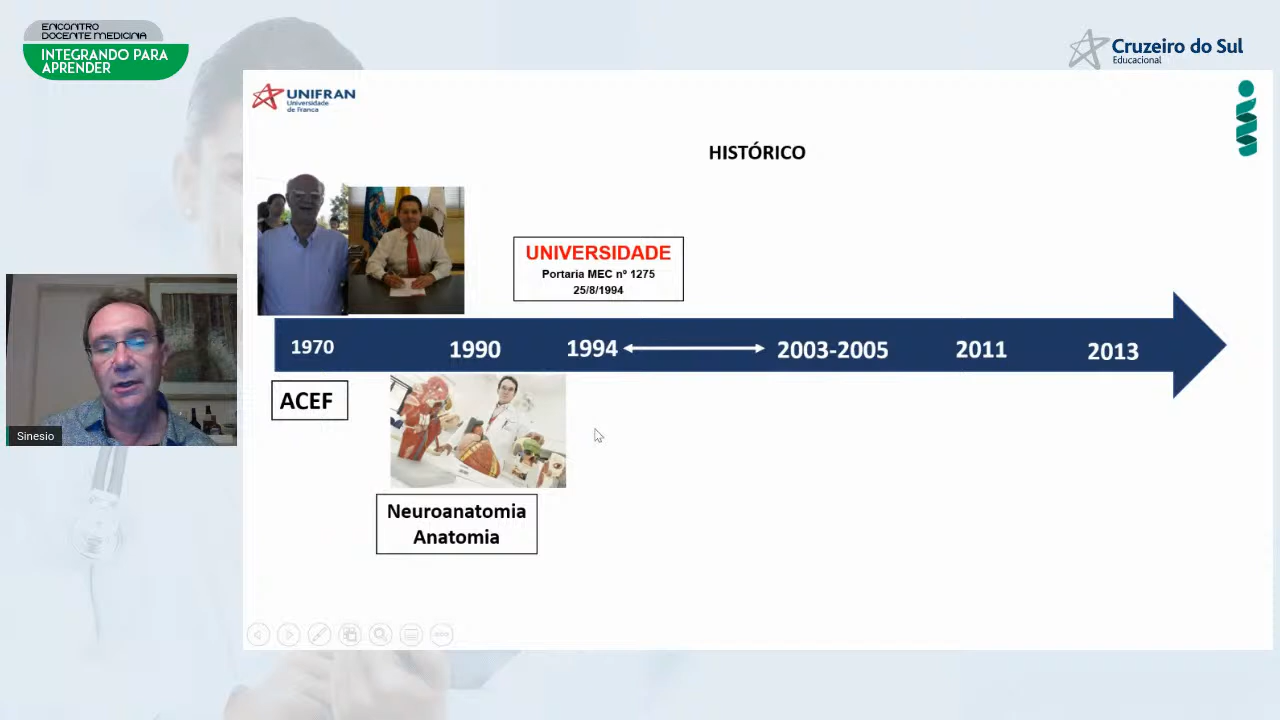 ENCONTRO
DOCENTE MEDICINA
INTEGRANDO PARA
APRENDER
Cruzeiro do Sul
Educacional
UNIFRAN
Universidade
de Franca
HISTÓRICO
UNIVERSIDADE
Portaria MEC nº 1275
25/8/1994
1970
1990
1994
2003-2005
2011
2013
ACEF
Sinesio
Neuroanatomia
Anatomia